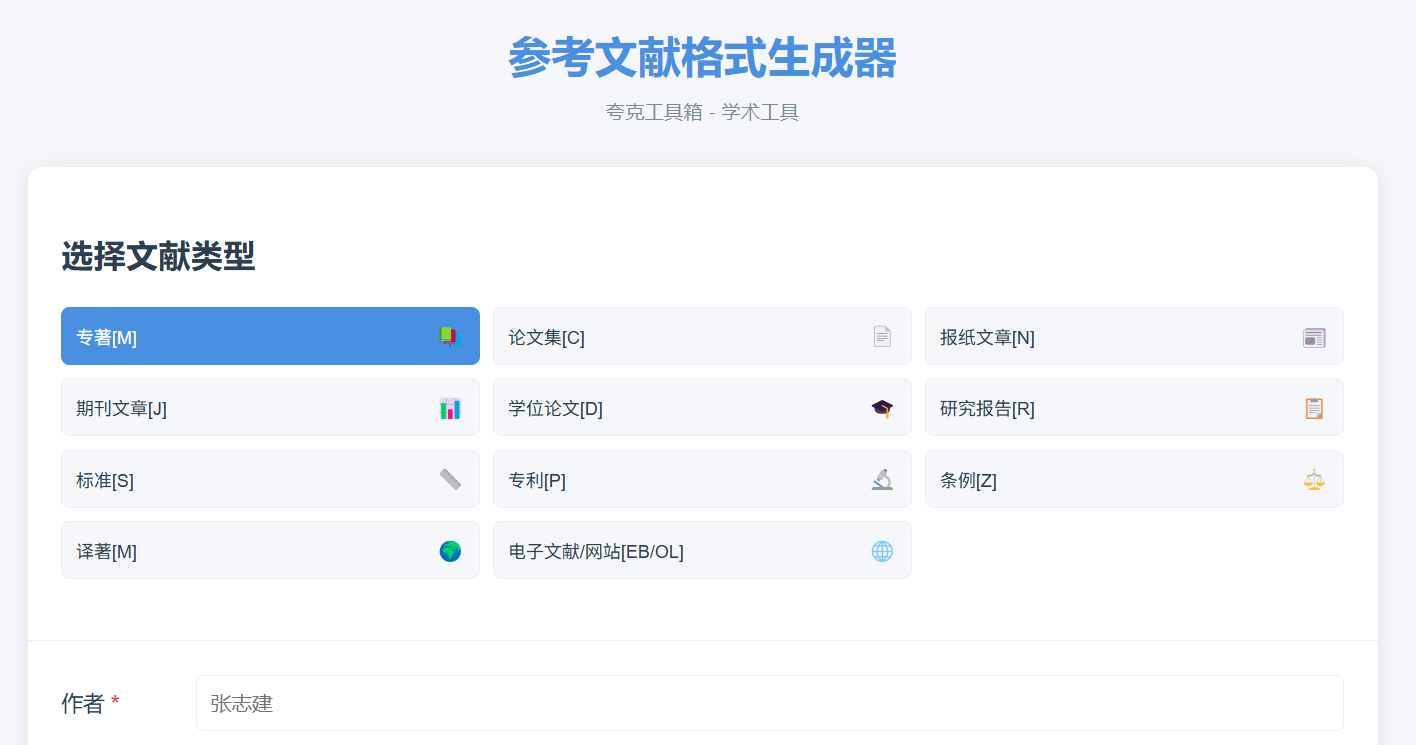 参考文献格式生成器
夸克工具箱 - 学术工具
选择文献类型
专著[M]
论文集[C]
报纸文章[N]
期刊文章[J]
学位论文[D]
研究报告[R]
标准[S]
专利[P]
条例[Z]
译著[M]
电子文献/网站[EB/OL]
作者 *
张志建